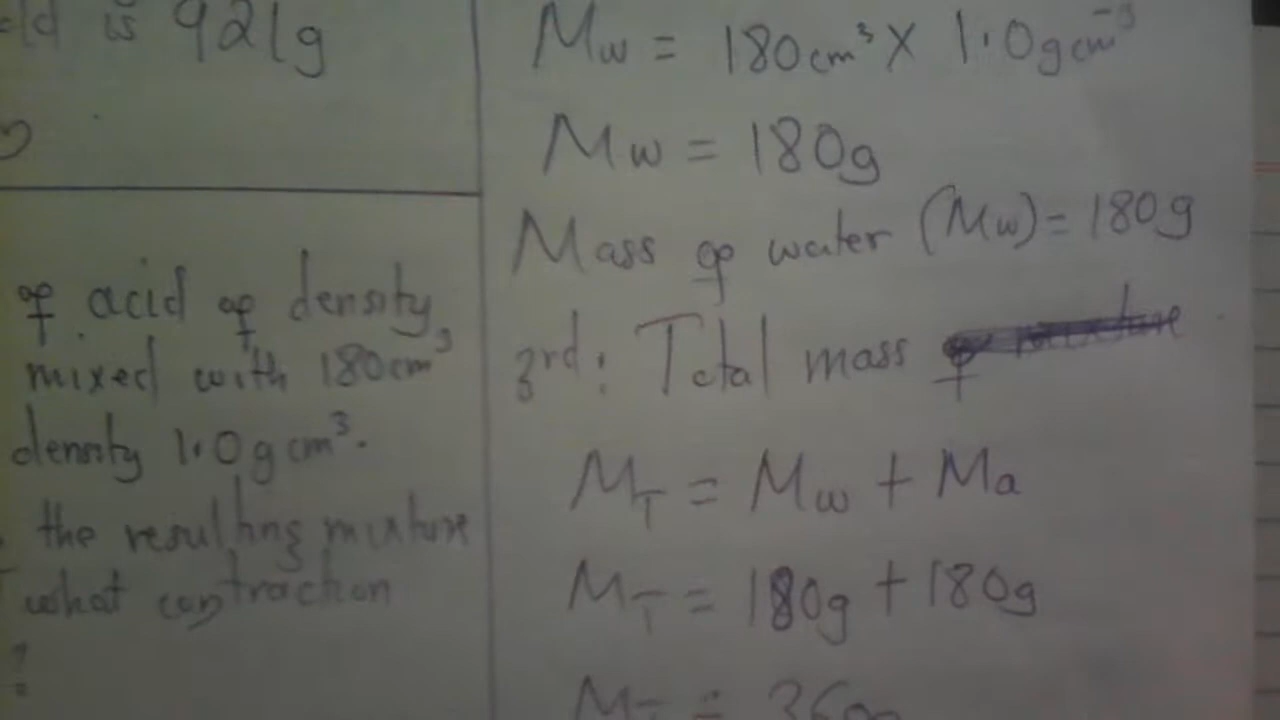 is 921g
of acid of density,
mixed with 180cm³
density 1.0gcm³.
the resulting mixture
what contraction
?
Mw = 180cm³ X 1.0gcm⁻³
Mw = 180g
Mass of water (Mw) = 180g
3rd: Total mass
MT = Mw + Ma
MT = 180g + 180g
MT = 360g